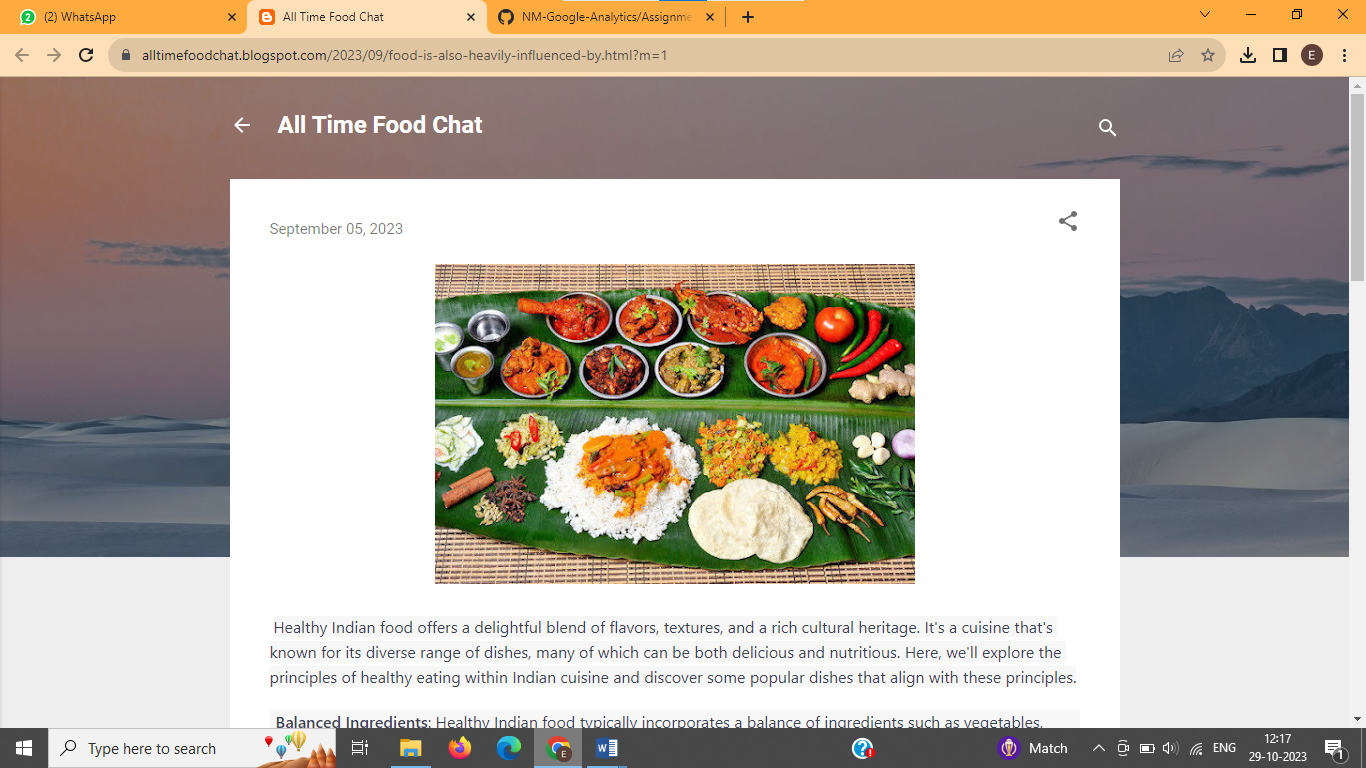 (2) WhatsApp
All Time Food Chat
NM-Google-Analytics/Assignme
alltimefoodchat.blogspot.com/2023/09/food-is-also-heavily-influenced-by.html?m=1
E
All Time Food Chat
September 05, 2023
Healthy Indian food offers a delightful blend of flavors, textures, and a rich cultural heritage. It's a cuisine that's
known for its diverse range of dishes, many of which can be both delicious and nutritious. Here, we'll explore the
principles of healthy eating within Indian cuisine and discover some popular dishes that align with these principles.
Balanced Ingredients: Healthy Indian food typically incorporates a balance of ingredients such as vegetables,
Type here to search
Match
ENG
12:17
29-10-2023
1